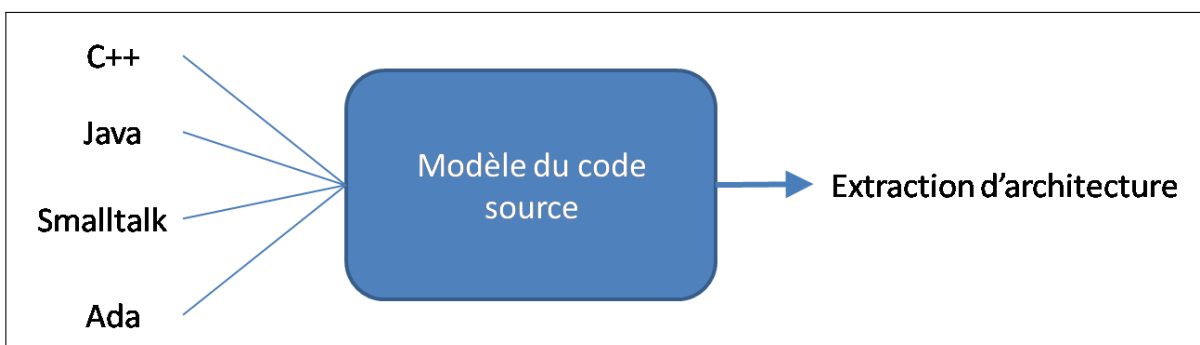 C++
Java
Smalltalk
Ada
Modèle du code
source
Extraction d’architecture